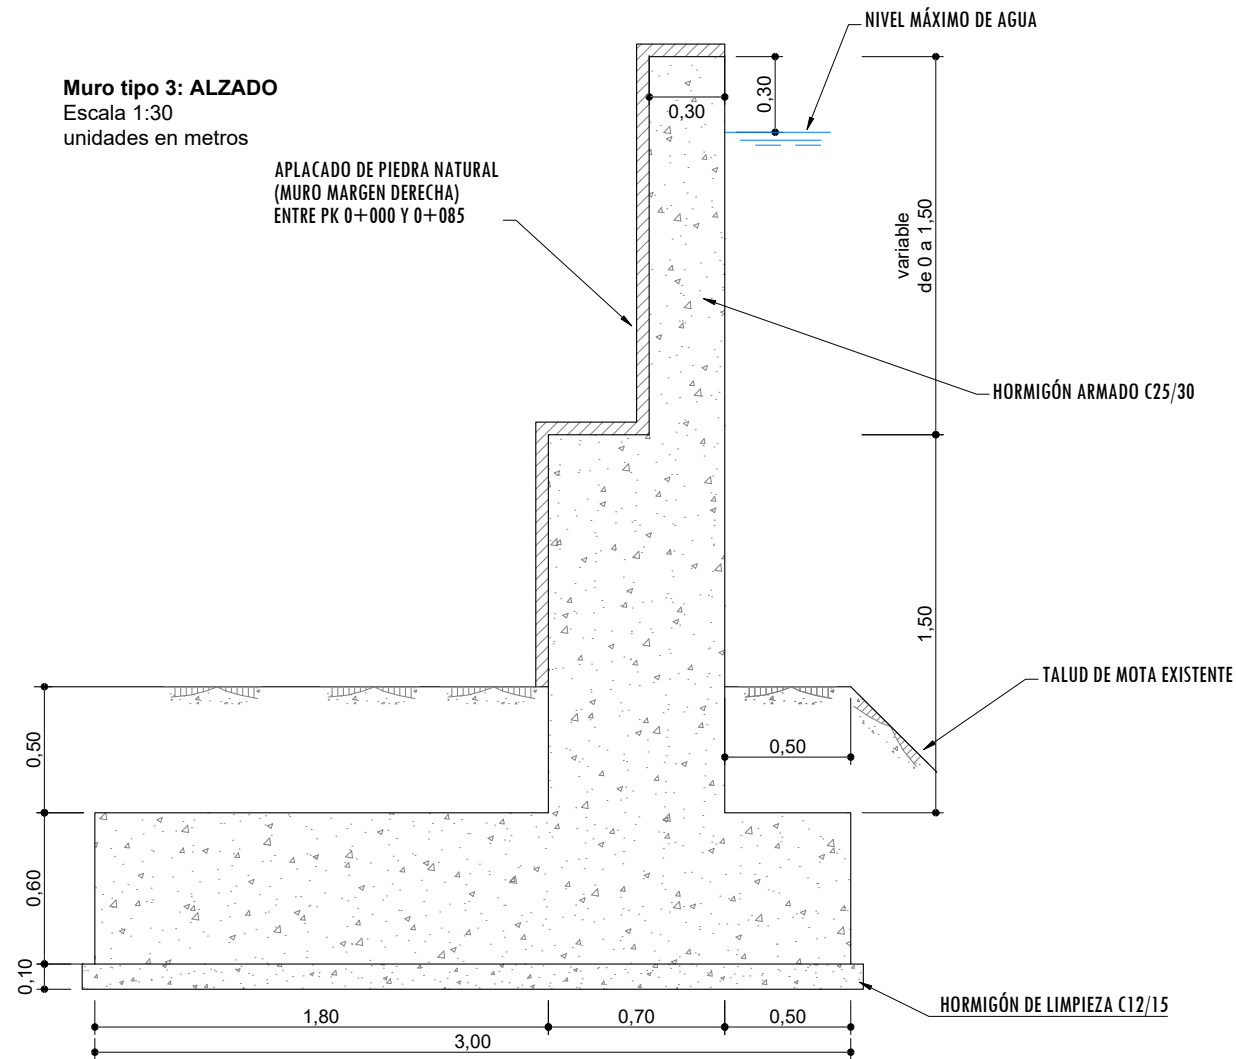 NIVEL MÁXIMO DE AGUA
Muro tipo 3: ALZADO
Escala 1:30
unidades en metros
0,30
0,30
APLACADO DE PIEDRA NATURAL
(MURO MARGEN DERECHA)
ENTRE PK 0+000 Y 0+085
variable
de 0 a 1,50
HORMIGÓN ARMADO C25/30
1,50
TALUD DE MOTA EXISTENTE
0,50
0,50
0,60
0,10
HORMIGÓN DE LIMPIEZA C12/15
1,80
0,70
0,50
3,00